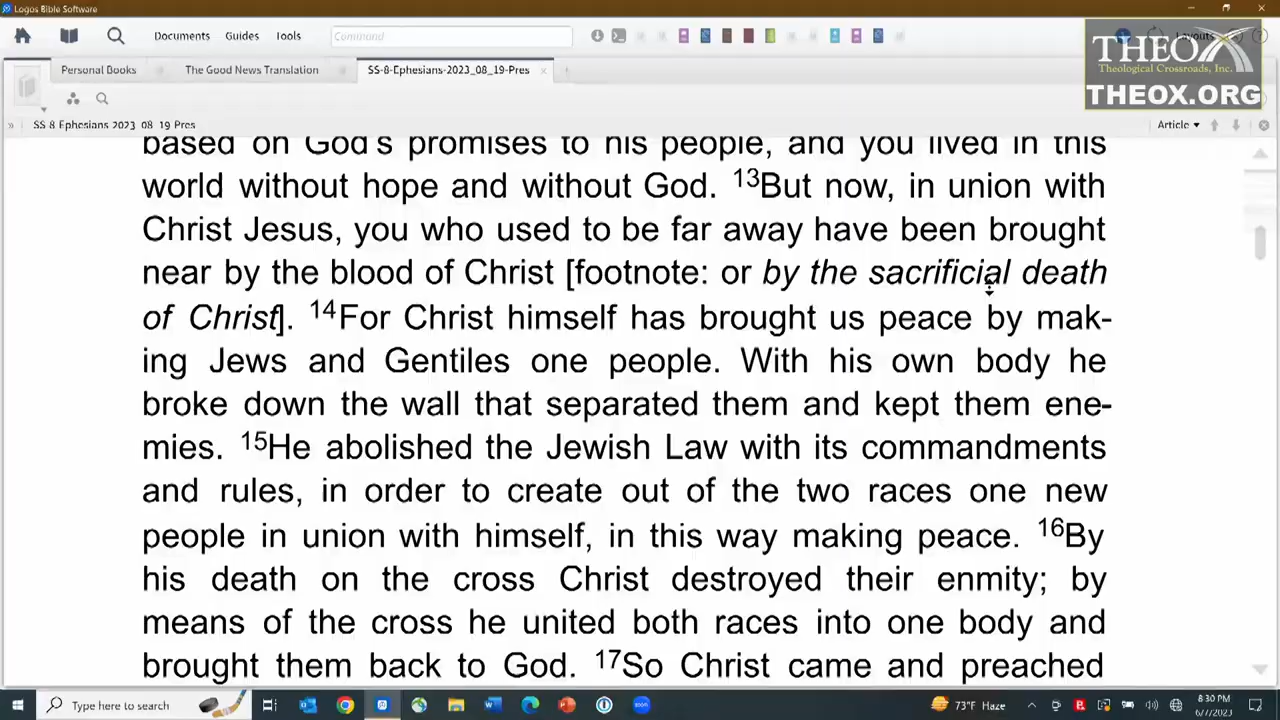 Logos Bible Software
Documents Guides Tools Command Layouts
Personal Books The Good News Translation SS-8-Ephesians-2023_08_19-Pres
THEOX
Theological Crossroads, Inc.
THEOX.ORG
SS-8-Ephesians-2023_08_19-Pres Article
based on God's promises to his people, and you lived in this
world without hope and without God. 13But now, in union with
Christ Jesus, you who used to be far away have been brought
near by the blood of Christ [footnote: or by the sacrificial death
of Christ]. 14For Christ himself has brought us peace by mak-
ing Jews and Gentiles one people. With his own body he
broke down the wall that separated them and kept them ene-
mies. 15He abolished the Jewish Law with its commandments
and rules, in order to create out of the two races one new
people in union with himself, in this way making peace. 16By
his death on the cross Christ destroyed their enmity; by
means of the cross he united both races into one body and
brought them back to God. 17So Christ came and preached
Type here to search 73°F Haze 8:30 PM
6/7/2023